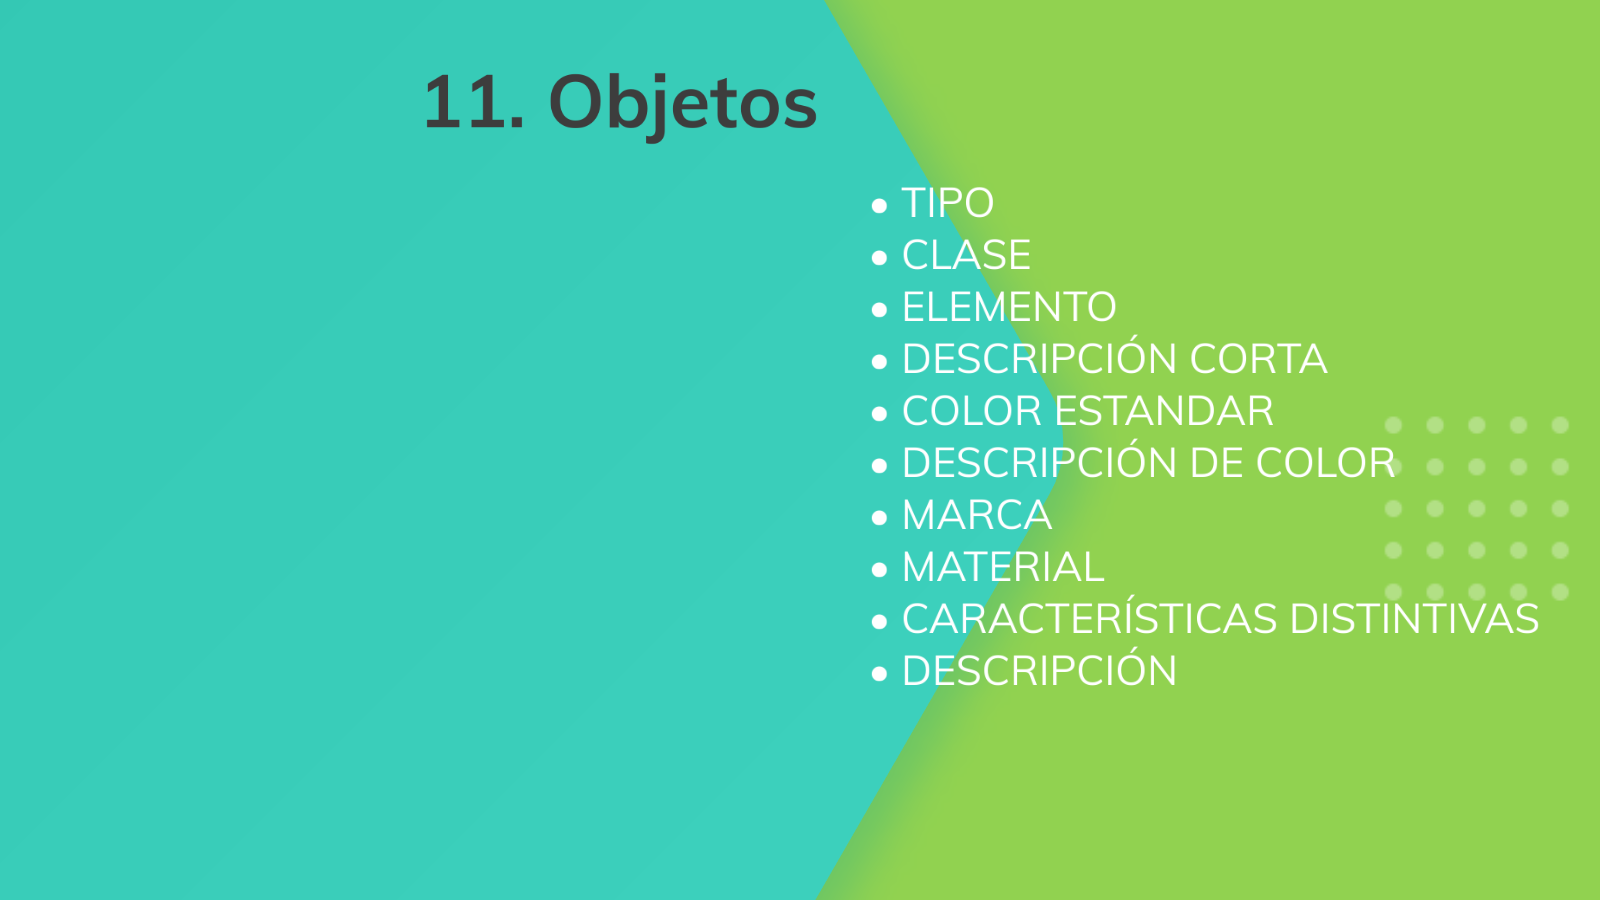 11. Objetos
• TIPO
• CLASE
• ELEMENTO
• DESCRIPCIÓN CORTA
• COLOR ESTANDAR
• DESCRIPCIÓN DE COLOR
• MARCA
• MATERIAL
• CARACTERÍSTICAS DISTINTIVAS
• DESCRIPCIÓN